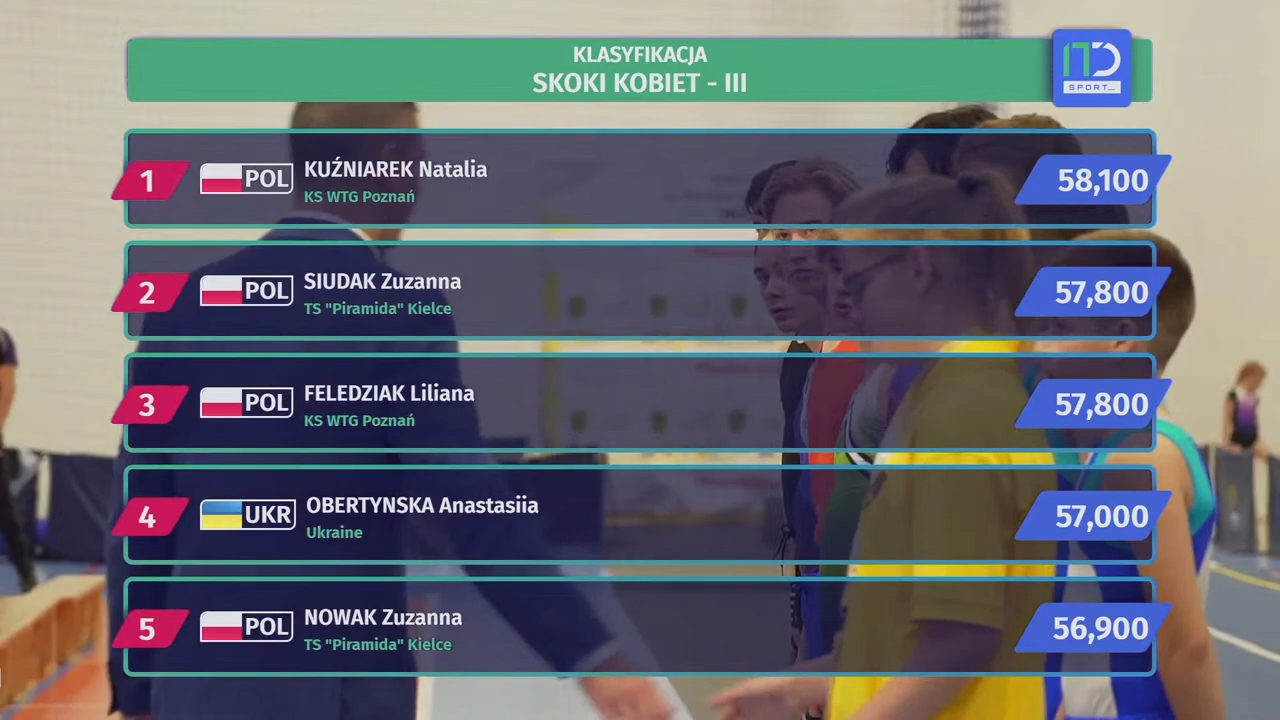 KLASYFIKACJA
SKOKI KOBIET - III
SPORT
1 POL KUŹNIAREK Natalia 58,100
KS WTG Poznań
2 POL SIUDAK Zuzanna 57,800
TS "Piramida" Kielce
3 POL FELEDZIAK Liliana 57,800
KS WTG Poznań
4 UKR OBERTYNSKA Anastasiia 57,000
Ukraine
5 POL NOWAK Zuzanna 56,900
TS "Piramida" Kielce